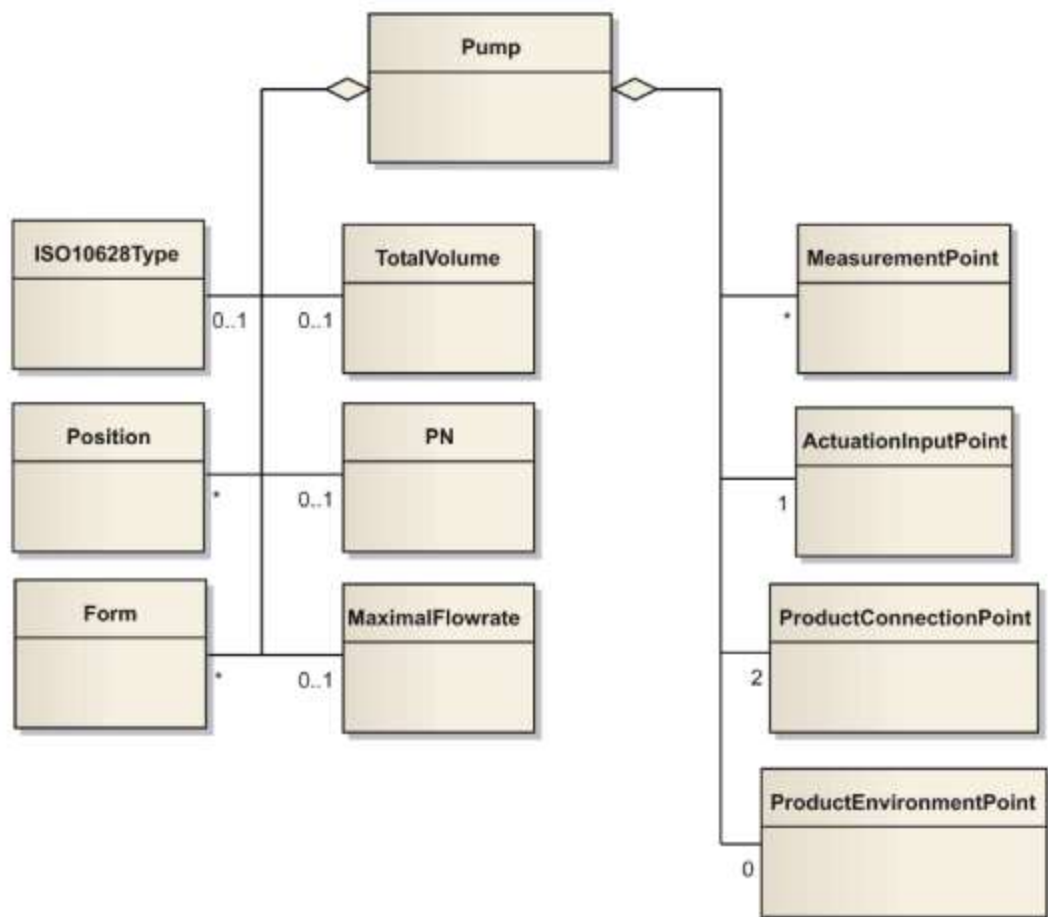 Pump
ISO10628Type
TotalVolume
MeasurementPoint
0..1
0..1
*
Position
PN
ActuationInputPoint
*
0..1
1
Form
MaximalFlowrate
ProductConnectionPoint
*
0..1
2
ProductEnvironmentPoint
0